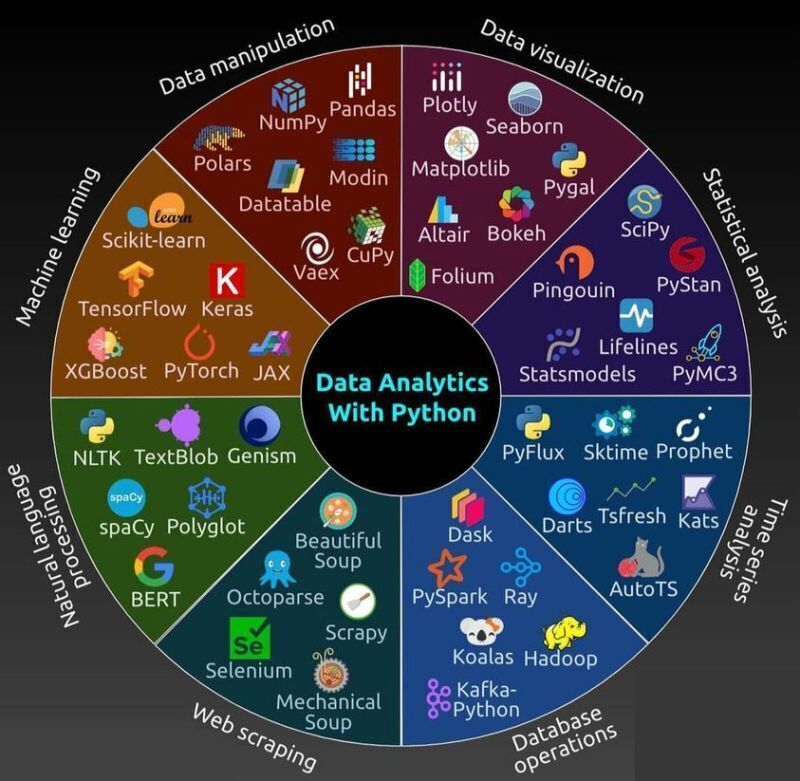 Data Analytics
With Python
Data manipulation
NumPy
Pandas
Polars
Modin
Datatable
CuPy
Vaex
Data visualization
Plotly
Seaborn
Matplotlib
Pygal
Altair
Bokeh
Folium
Statistical analysis
SciPy
Pingouin
PyStan
Lifelines
Statsmodels
PyMC3
Time series
analysis
PyFlux
Sktime
Prophet
Darts
Tsfresh
Kats
AutoTS
Database
operations
Dask
PySpark
Ray
Koalas
Hadoop
Kafka-
Python
Web scraping
Beautiful
Soup
Octoparse
Scrapy
Se
Selenium
Mechanical
Soup
Natural language
processing
NLTK
TextBlob
Genism
spaCy
spaCy
Polyglot
G
BERT
Machine learning
learn
Scikit-learn
TensorFlow
K
Keras
XGBoost
PyTorch
JAX
JAX